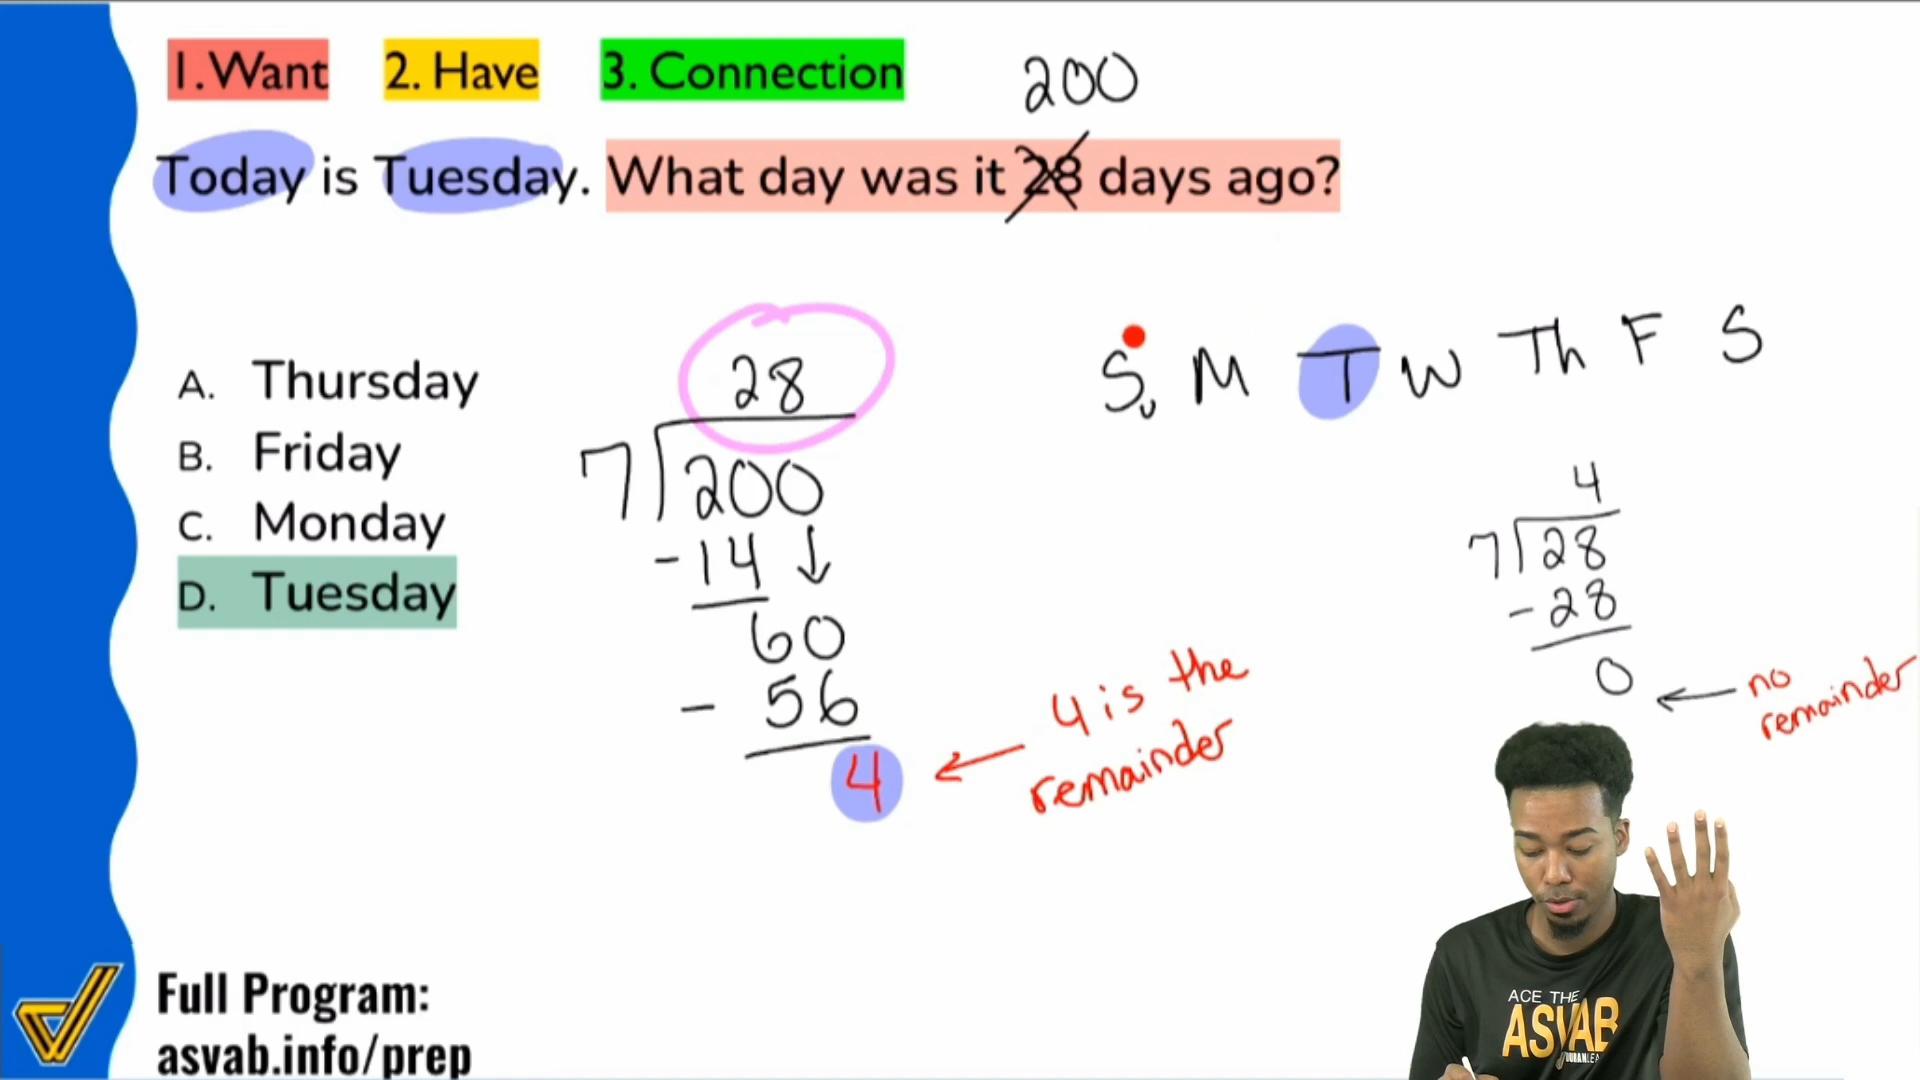 1. Want 2. Have 3. Connection 200
Today is Tuesday. What day was it 28 days ago?
Su M T W Th F S
A. Thursday
B. Friday
C. Monday
D. Tuesday
28
7 200
-14 ↓
60
- 56
4 ← 4 is the
remainder
4
7 28
- 28
0 ← no
remainder
ACE THE
ASVAB
Full Program:
asvab.info/prep